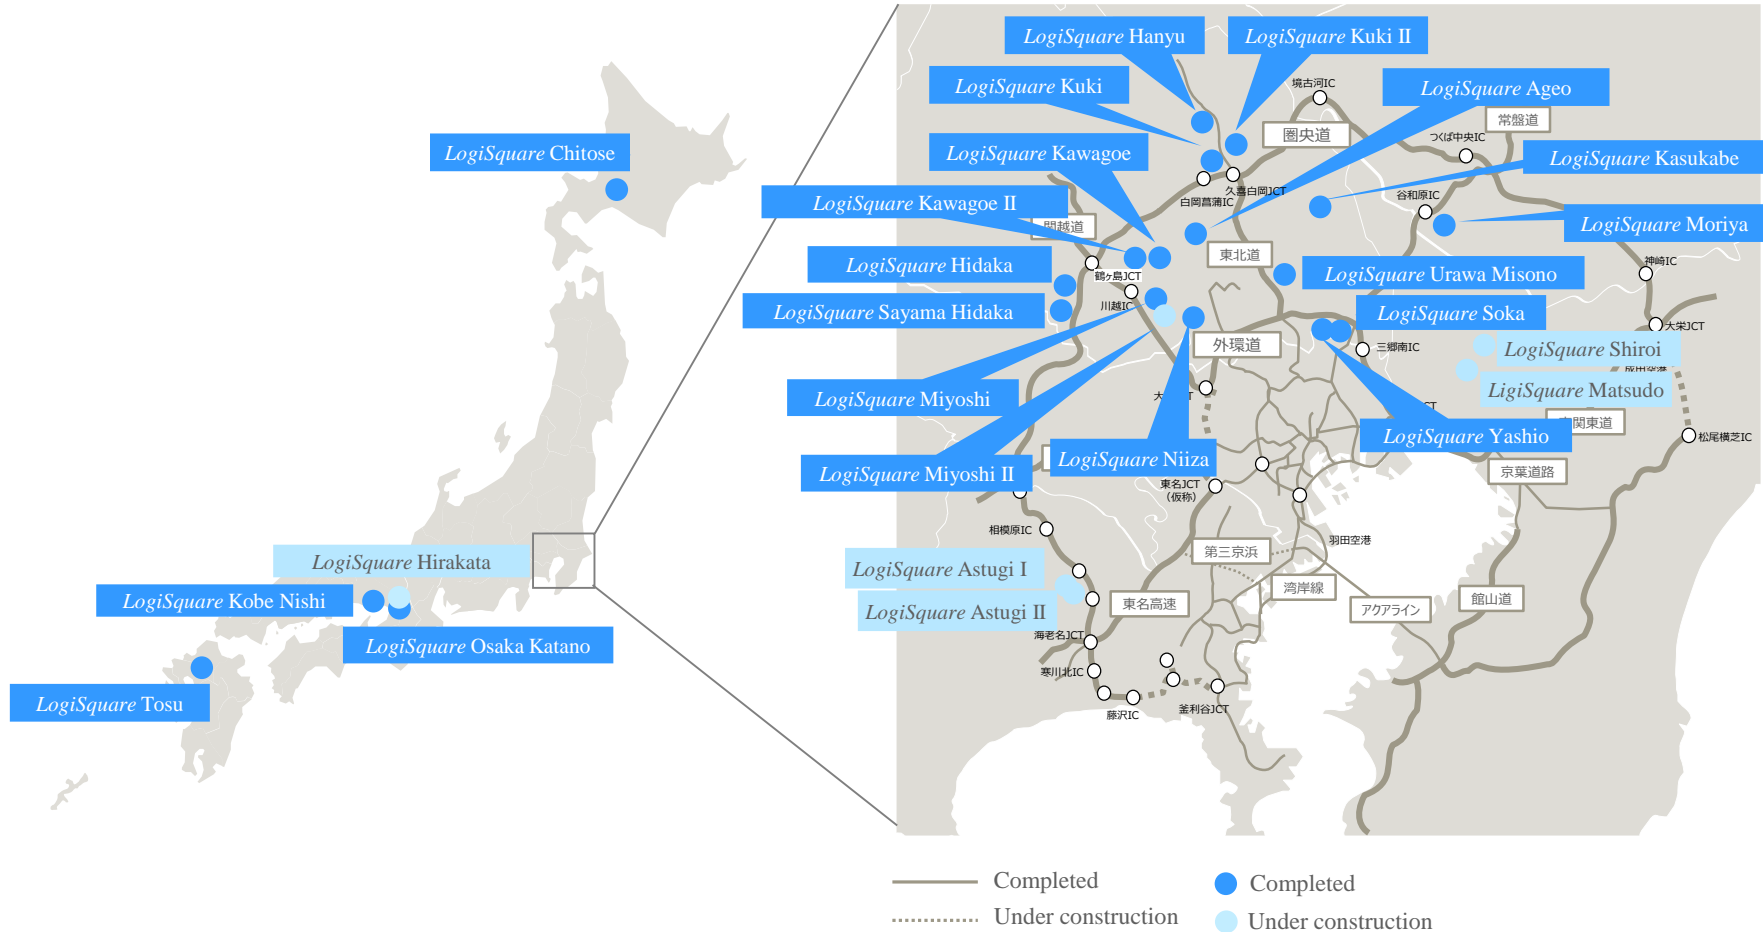 LogiSquare Hanyu
LogiSquare Kuki II
LogiSquare Kuki
LogiSquare Ageo
境古河IC
圏央道
常盤道
つくば中央IC
LogiSquare Chitose
LogiSquare Kawagoe
LogiSquare Kasukabe
久喜白岡JCT
白岡菖蒲IC
谷和原IC
LogiSquare Kawagoe II
関越道
LogiSquare Moriya
東北道
LogiSquare Hidaka
鶴ヶ島JCT
LogiSquare Urawa Misono
神崎IC
川越IC
LogiSquare Sayama Hidaka
LogiSquare Soka
大栄JCT
外環道
三郷南IC
LogiSquare Shiroi
成田空港
LigiSquare Matsudo
LogiSquare Miyoshi
関東道
LogiSquare Yashio
松尾横芝IC
LogiSquare Niiza
LogiSquare Miyoshi II
京葉道路
東名JCT
(仮称)
相模原IC
羽田空港
第三京浜
LogiSquare Hirakata
LogiSquare Astugi I
湾岸線
LogiSquare Kobe Nishi
LogiSquare Astugi II
東名高速
アクアライン
館山道
LogiSquare Osaka Katano
海老名JCT
寒川北IC
LogiSquare Tosu
藤沢IC
釜利谷JCT
Completed
Completed
Under construction
Under construction